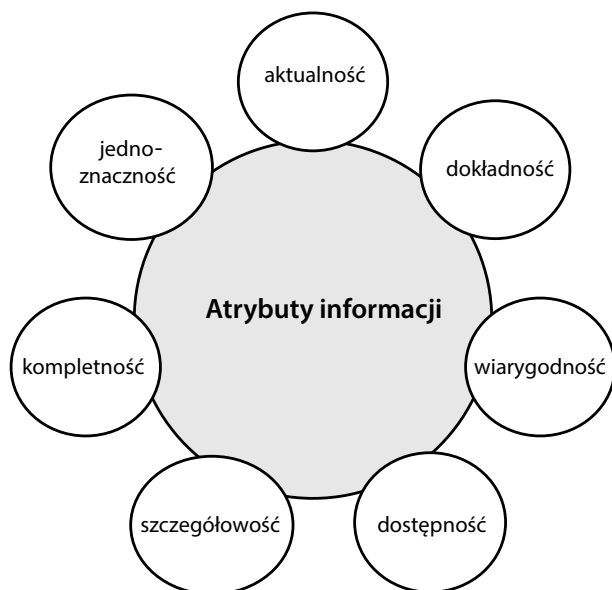 aktualność
jedno-
znaczność
dokładność
Atrybuty informacji
kompletność
wiarygodność
szczegółowość
dostępność